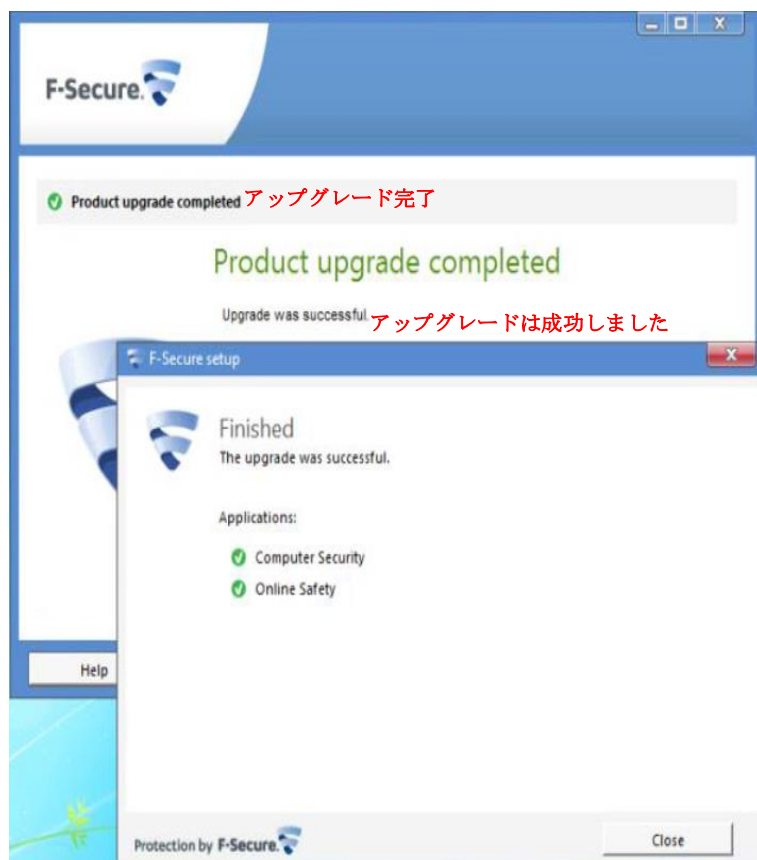 F-Secure.
Product upgrade completed アップグレード完了
Product upgrade completed
Upgrade was successful. アップグレードは成功しました
F-Secure setup
Finished
The upgrade was successful.
Applications:
Computer Security
Online Safety
Help
Protection by F-Secure.
Close